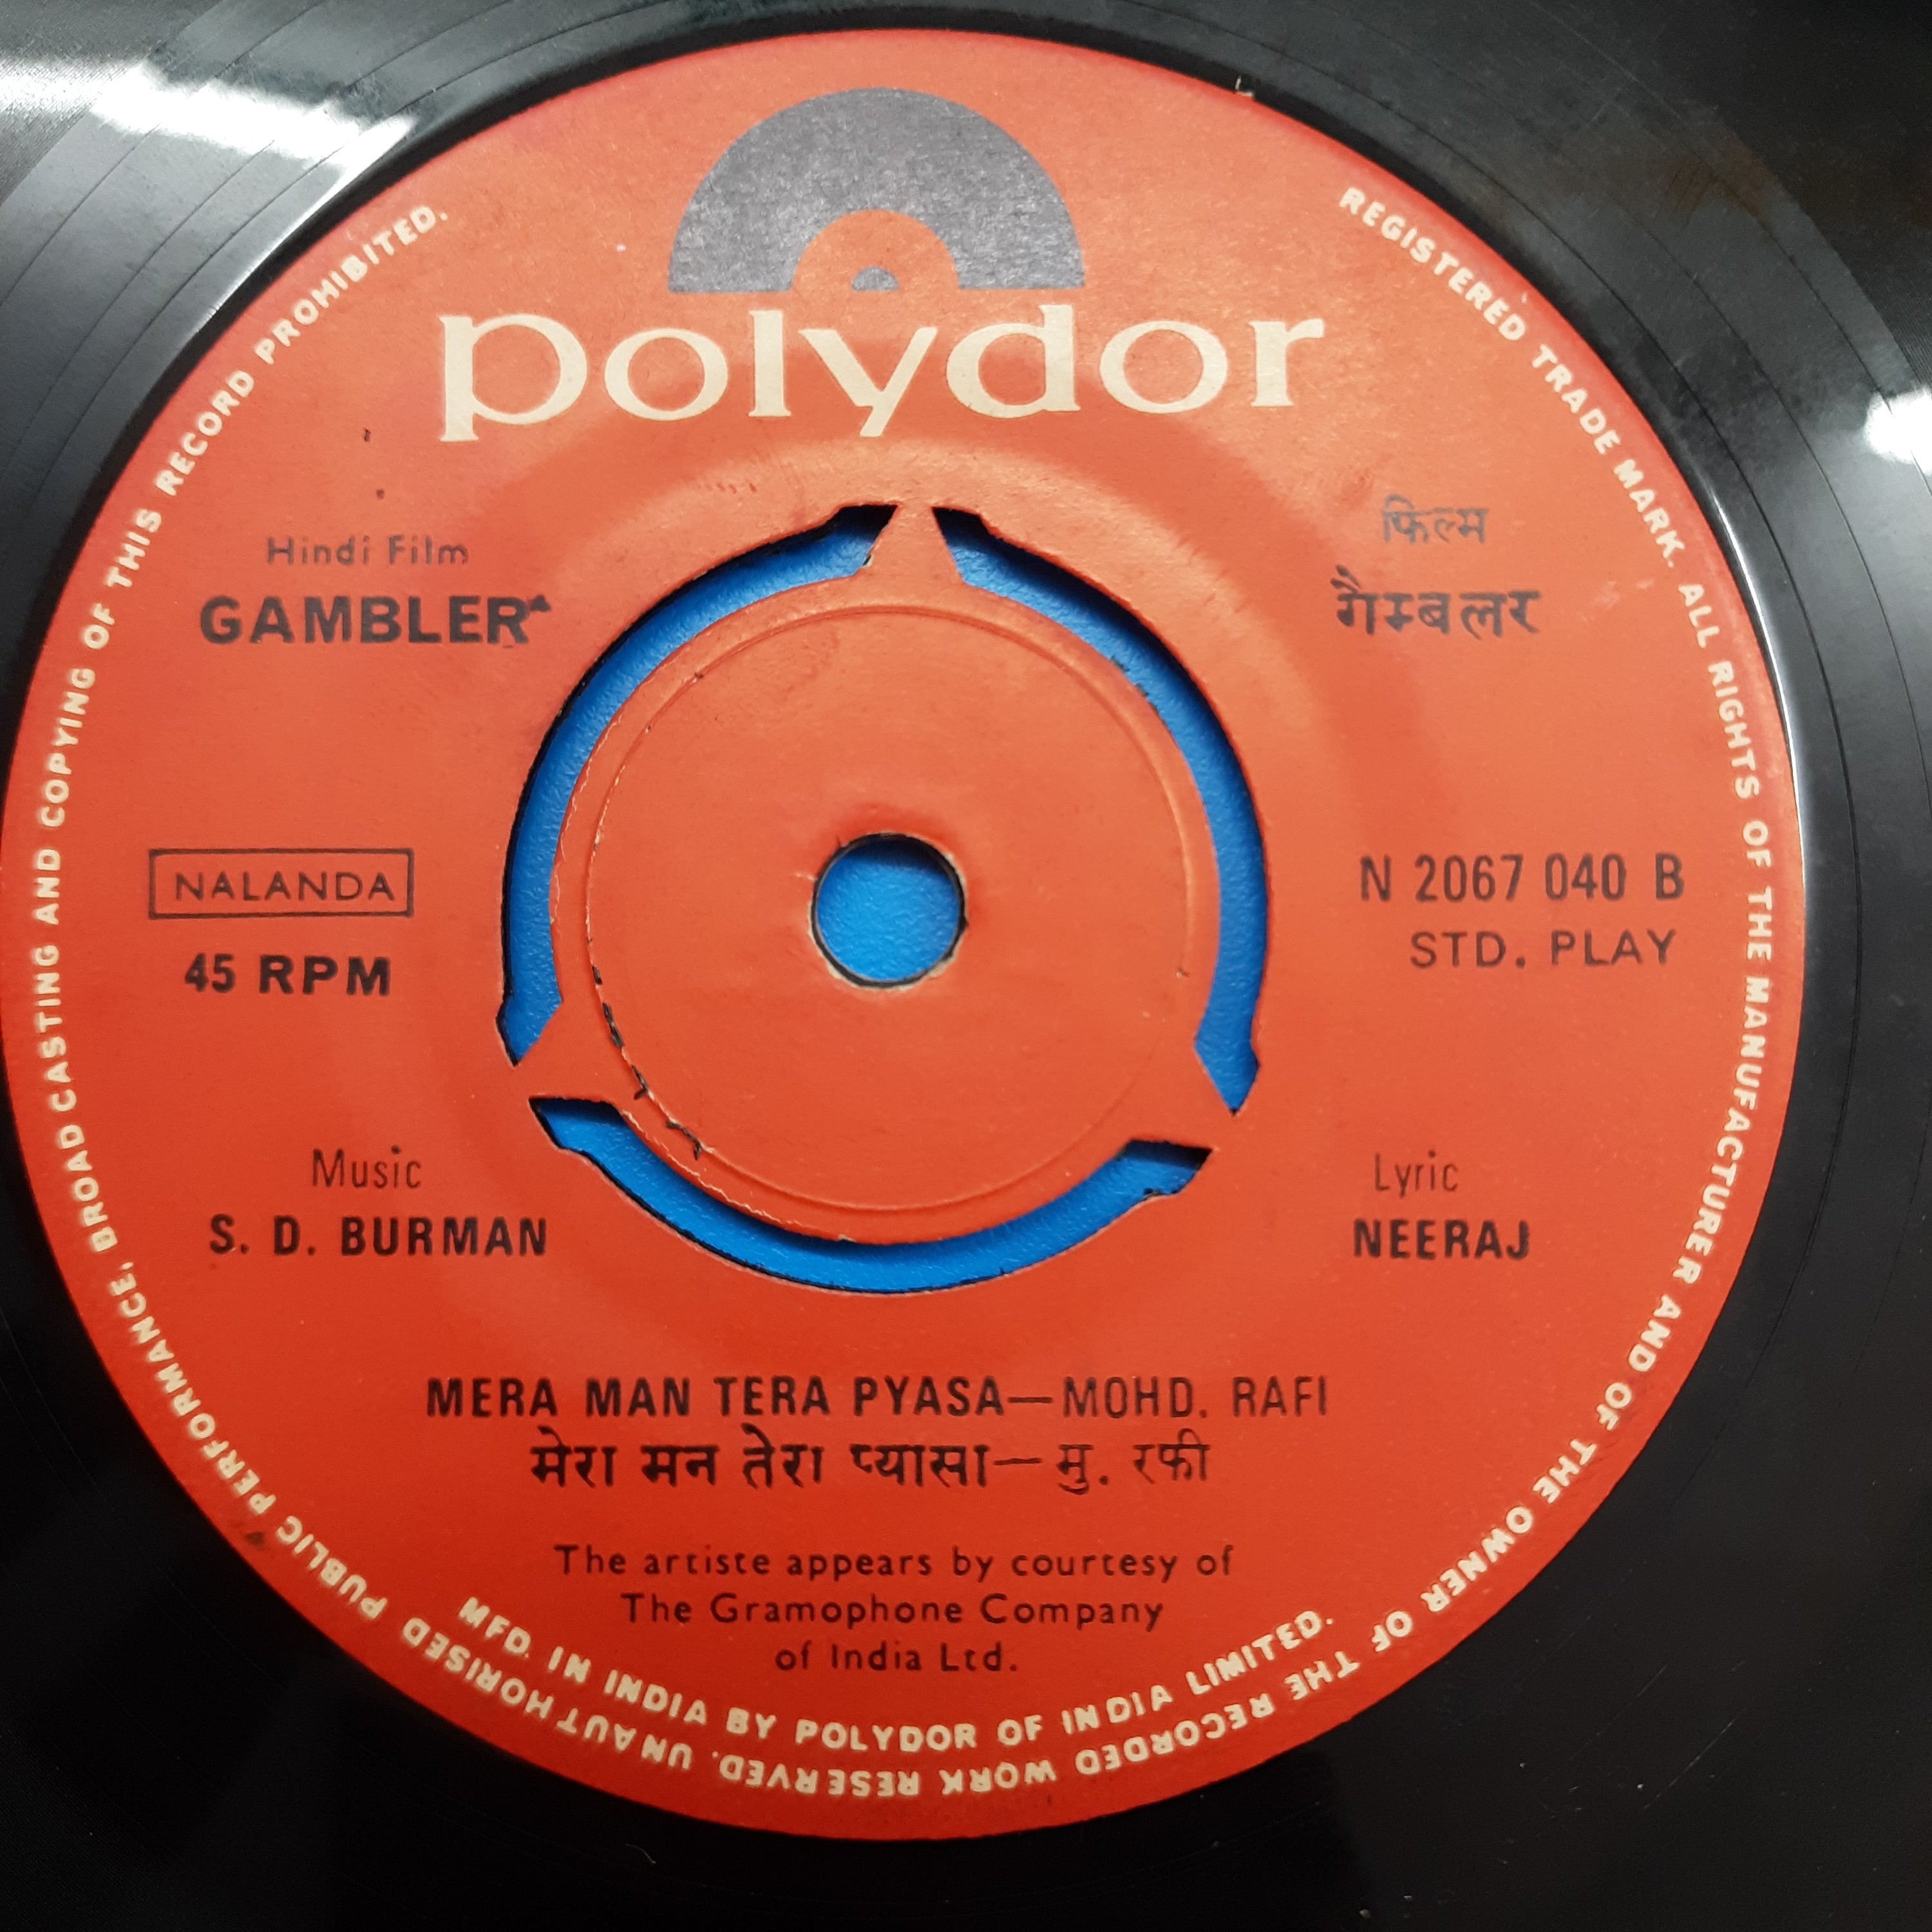 polydor
Hindi Film
GAMBLER
फिल्म
गैम्बलर
NALANDA
45 RPM
N 2067 040 B
STD. PLAY
Music
S. D. BURMAN
Lyric
NEERAJ
MERA MAN TERA PYASA—MOHD. RAFI
मेरा मन तेरा प्यासा—मु. रफी
The artiste appears by courtesy of
The Gramophone Company
of India Ltd.
MFD. IN INDIA BY POLYDOR OF INDIA LIMITED.
REGISTERED TRADE MARK. ALL RIGHTS OF THE MANUFACTURER AND OF THE OWNER OF THE RECORDED WORK RESERVED. UNAUTHORISED PUBLIC PERFORMANCE, BROADCASTING AND COPYING OF THIS RECORD PROHIBITED.